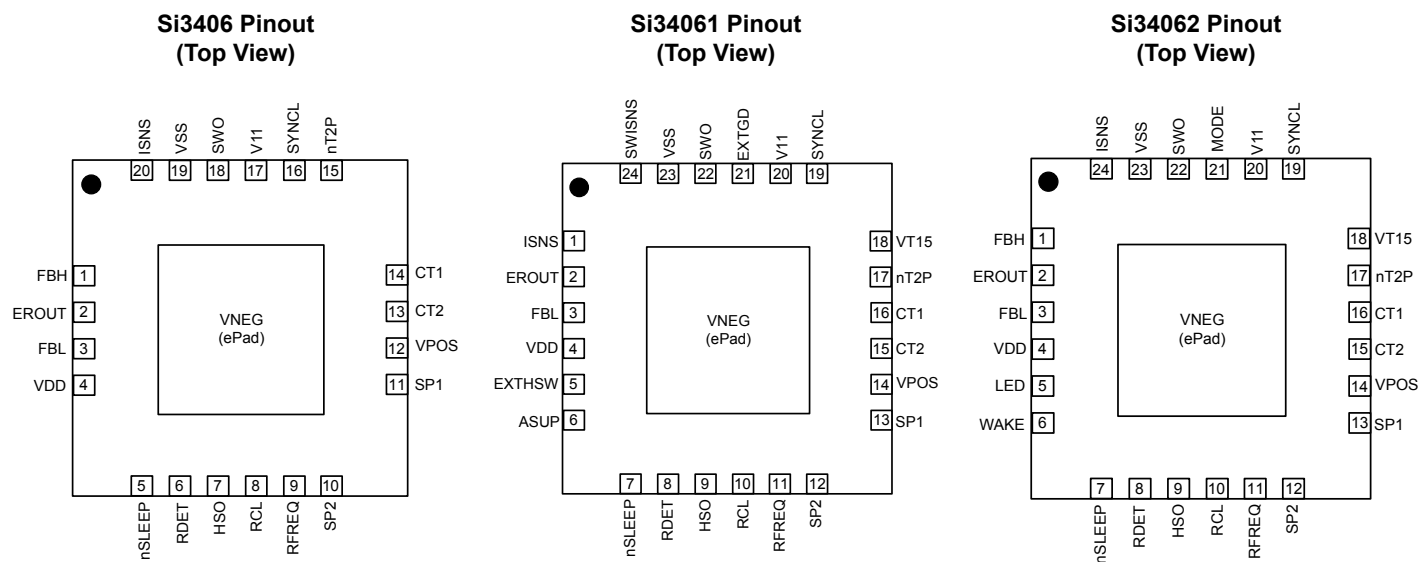 Si3406 Pinout
(Top View)
ISNS
VSS
SWO
V11
SYNCL
nT2P
20
19
18
17
16
15
FBH 1
EROUT 2
FBL 3
VDD 4
VNEG
(ePad)
14 CT1
13 CT2
12 VPOS
11 SP1
5
6
7
8
9
10
nSLEEP
RDET
HSO
RCL
RFREQ
SP2
Si34061 Pinout
(Top View)
SWISNS
VSS
SWO
EXTGD
V11
SYNCL
24
23
22
21
20
19
ISNS 1
EROUT 2
FBL 3
VDD 4
EXTHSW 5
ASUP 6
VNEG
(ePad)
18 VT15
17 nT2P
16 CT1
15 CT2
14 VPOS
13 SP1
7
8
9
10
11
12
nSLEEP
RDET
HSO
RCL
RFREQ
SP2
Si34062 Pinout
(Top View)
ISNS
VSS
SWO
MODE
V11
SYNCL
24
23
22
21
20
19
FBH 1
EROUT 2
FBL 3
VDD 4
LED 5
WAKE 6
VNEG
(ePad)
18 VT15
17 nT2P
16 CT1
15 CT2
14 VPOS
13 SP1
7
8
9
10
11
12
nSLEEP
RDET
HSO
RCL
RFREQ
SP2